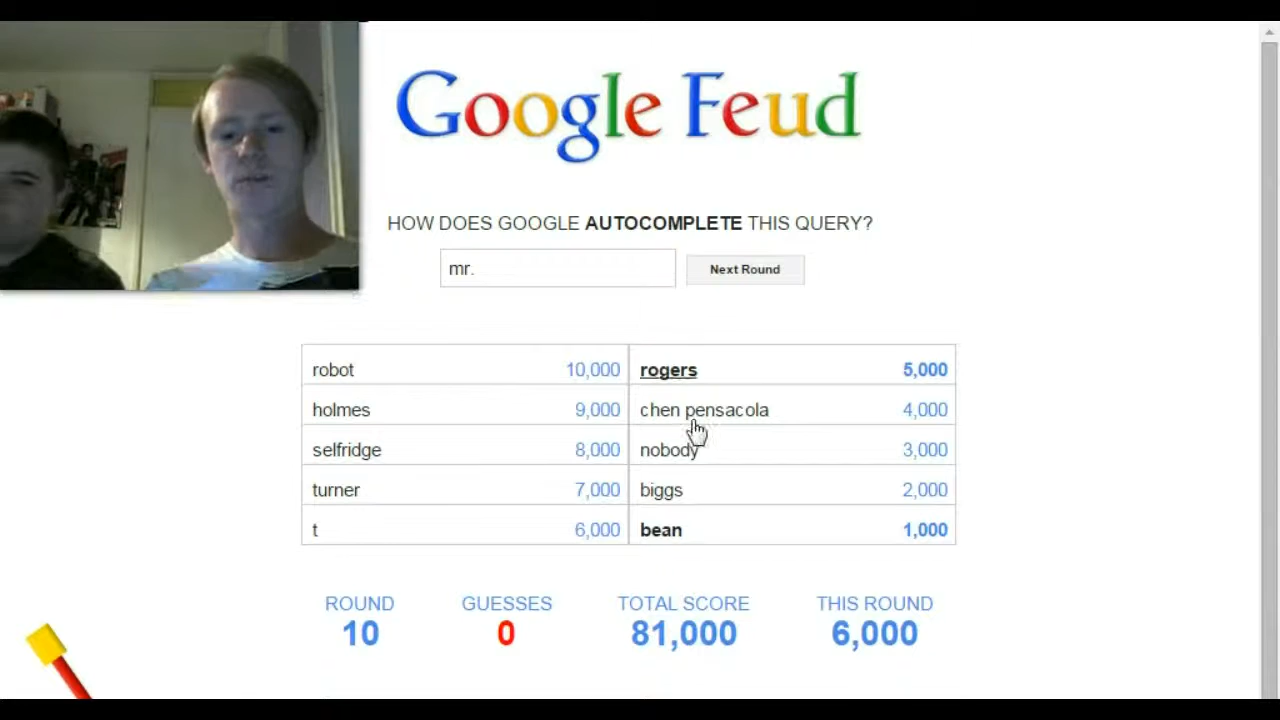 Google Feud
HOW DOES GOOGLE AUTOCOMPLETE THIS QUERY?
mr.
Next Round
robot 10,000 rogers 5,000
holmes 9,000 chen pensacola 4,000
selfridge 8,000 nobody 3,000
turner 7,000 biggs 2,000
t 6,000 bean 1,000
ROUND GUESSES TOTAL SCORE THIS ROUND
10 0 81,000 6,000